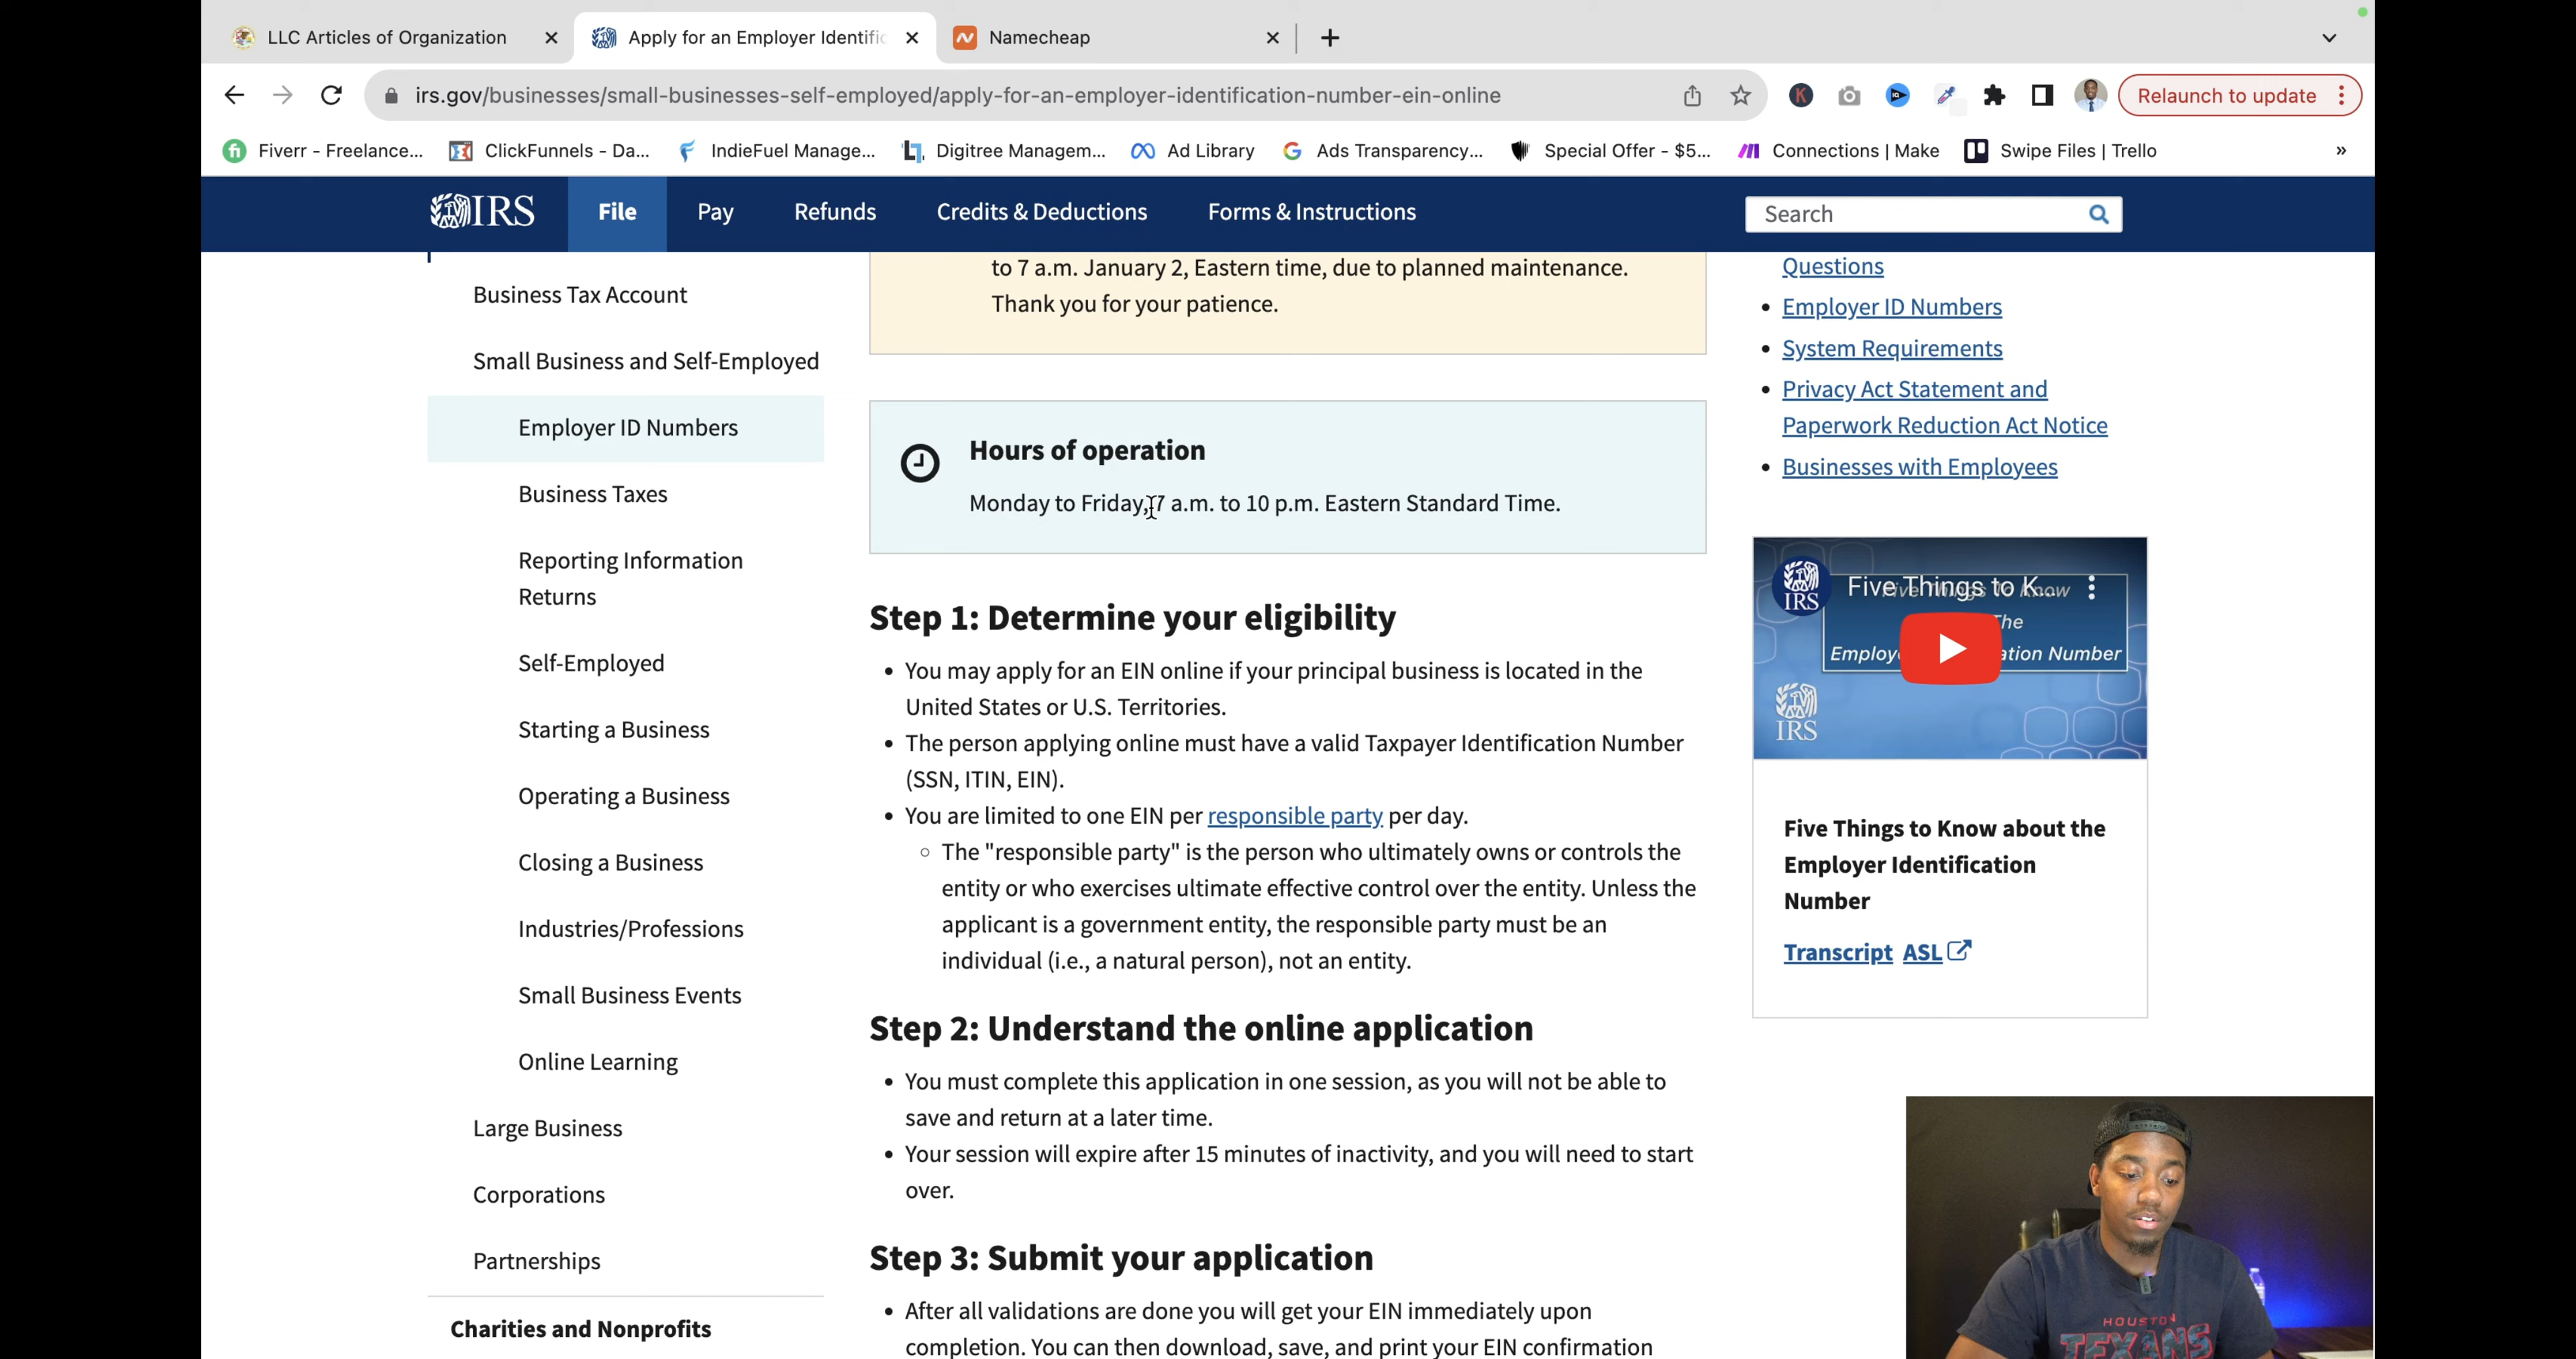 LLC Articles of Organization
Apply for an Employer Identific
Namecheap
irs.gov/businesses/small-businesses-self-employed/apply-for-an-employer-identification-number-ein-online
Relaunch to update
Fiverr - Freelance...
ClickFunnels - Da...
IndieFuel Manage...
Digitree Managem...
Ad Library
Ads Transparency...
Special Offer - $5...
Connections | Make
Swipe Files | Trello
»
IRS
File
Pay
Refunds
Credits & Deductions
Forms & Instructions
Search
Business Tax Account
Small Business and Self-Employed
Employer ID Numbers
Business Taxes
Reporting Information
Returns
Self-Employed
Starting a Business
Operating a Business
Closing a Business
Industries/Professions
Small Business Events
Online Learning
Large Business
Corporations
Partnerships
Charities and Nonprofits
to 7 a.m. January 2, Eastern time, due to planned maintenance.
Thank you for your patience.
Hours of operation
Monday to Friday, 7 a.m. to 10 p.m. Eastern Standard Time.
Step 1: Determine your eligibility
• You may apply for an EIN online if your principal business is located in the
United States or U.S. Territories.
• The person applying online must have a valid Taxpayer Identification Number
(SSN, ITIN, EIN).
• You are limited to one EIN per responsible party per day.
○ The "responsible party" is the person who ultimately owns or controls the
entity or who exercises ultimate effective control over the entity. Unless the
applicant is a government entity, the responsible party must be an
individual (i.e., a natural person), not an entity.
Step 2: Understand the online application
• You must complete this application in one session, as you will not be able to
save and return at a later time.
• Your session will expire after 15 minutes of inactivity, and you will need to start
over.
Step 3: Submit your application
• After all validations are done you will get your EIN immediately upon
completion. You can then download, save, and print your EIN confirmation
Questions
• Employer ID Numbers
• System Requirements
• Privacy Act Statement and
Paperwork Reduction Act Notice
• Businesses with Employees
IRS
Five Things to K...
Five Things to Know
The
Employ ation Number
IRS
Five Things to Know about the
Employer Identification
Number
Transcript ASL
HOUSTON
TEXANS